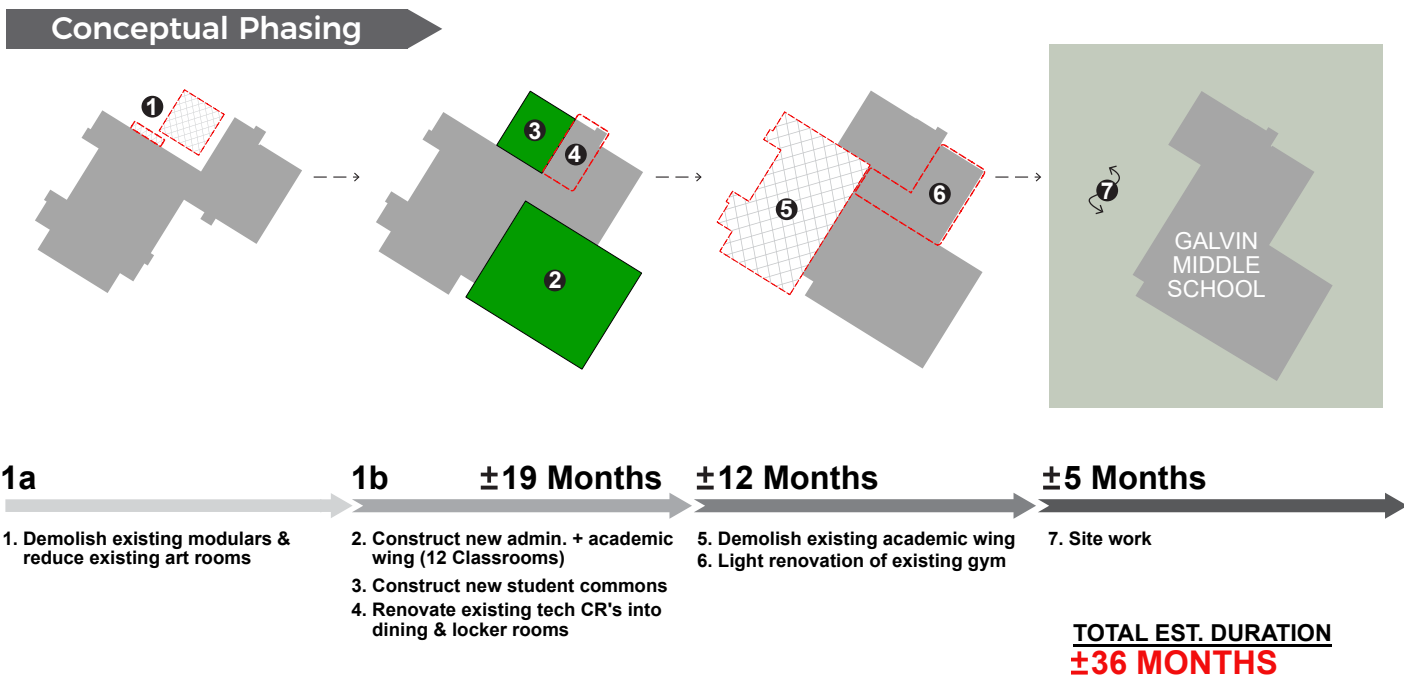 Conceptual Phasing
1
3
4
2
5
6
7
GALVIN
MIDDLE
SCHOOL
1a
1b
±19 Months
±12 Months
±5 Months
1. Demolish existing modulars &
reduce existing art rooms
2. Construct new admin. + academic
wing (12 Classrooms)
3. Construct new student commons
4. Renovate existing tech CR's into
dining & locker rooms
5. Demolish existing academic wing
6. Light renovation of existing gym
7. Site work
TOTAL EST. DURATION
±36 MONTHS